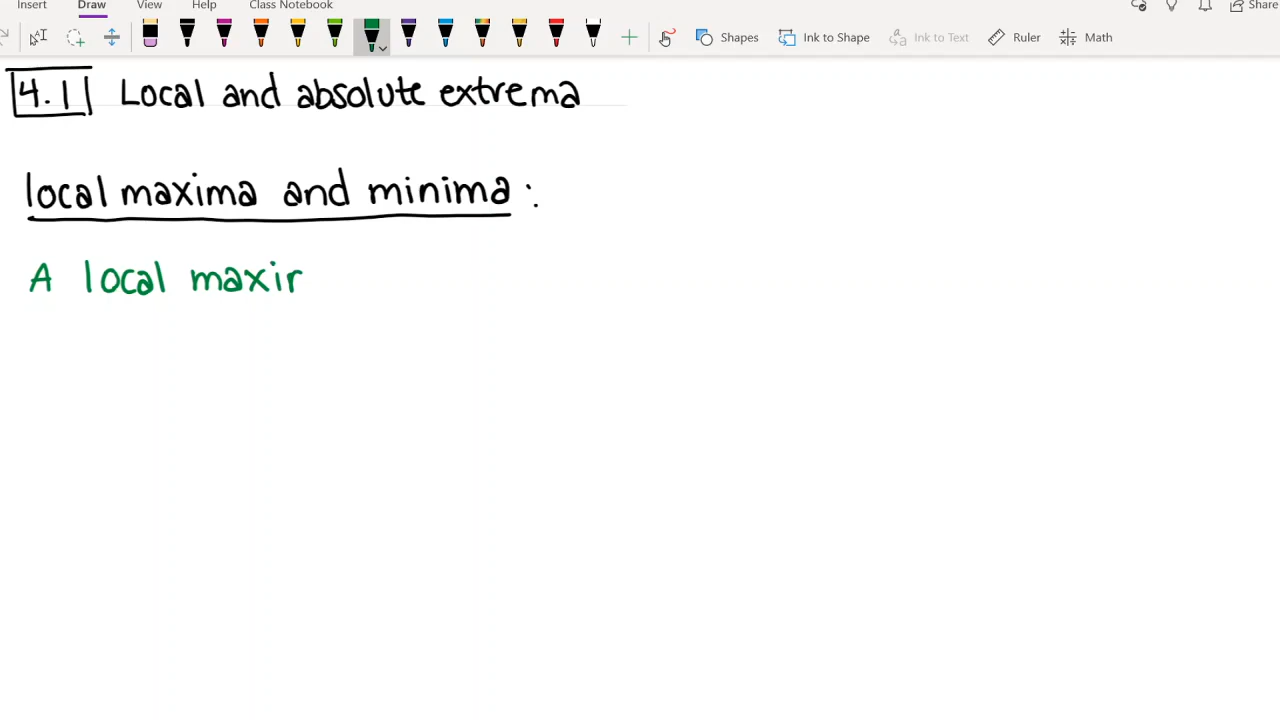 Insert Draw View Help Class Notebook
Shapes Ink to Shape Ink to Text Ruler Math Share
4.1 Local and absolute extrema
local maxima and minima:
A local maxir